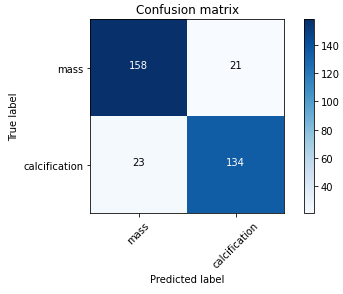 Confusion matrix
True label
mass
158
21
calcification
23
134
mass
calcification
Predicted label
140
120
100
80
60
40